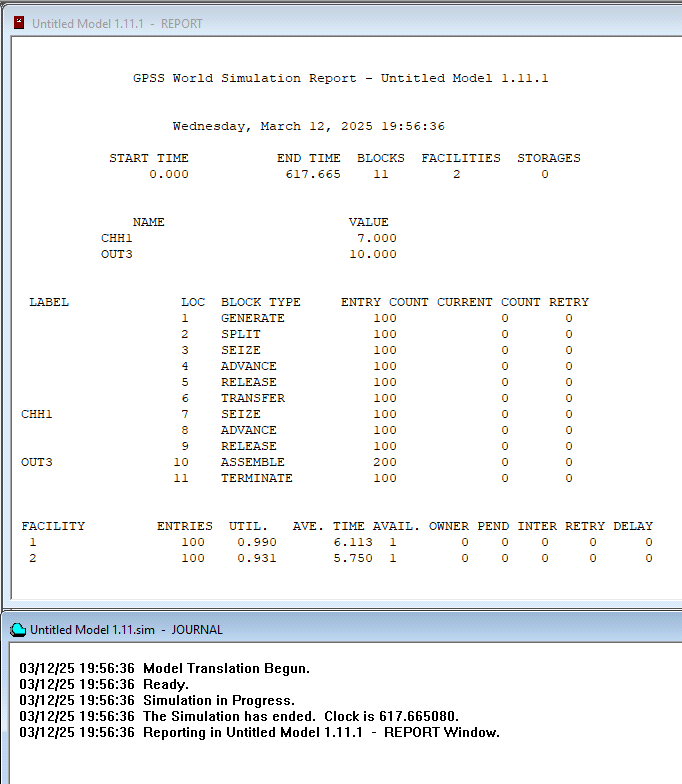 Untitled Model 1.11.1  -  REPORT
GPSS World Simulation Report - Untitled Model 1.11.1
Wednesday, March 12, 2025 19:56:36
START TIME           END TIME  BLOCKS  FACILITIES  STORAGES
0.000            617.665    11        2          0
NAME                       VALUE
CHH1                            7.000
OUT3                           10.000
LABEL              LOC  BLOCK TYPE     ENTRY COUNT CURRENT COUNT RETRY
1    GENERATE           100             0       0
2    SPLIT              100             0       0
3    SEIZE              100             0       0
4    ADVANCE            100             0       0
5    RELEASE            100             0       0
6    TRANSFER           100             0       0
CHH1                7    SEIZE              100             0       0
8    ADVANCE            100             0       0
9    RELEASE            100             0       0
OUT3               10    ASSEMBLE           200             0       0
11    TERMINATE          100             0       0
FACILITY         ENTRIES  UTIL.   AVE. TIME AVAIL. OWNER PEND INTER RETRY DELAY
1                  100    0.990       6.113  1        0    0    0     0      0
2                  100    0.931       5.750  1        0    0    0     0      0
Untitled Model 1.11.sim  -  JOURNAL
03/12/25 19:56:36  Model Translation Begun.
03/12/25 19:56:36  Ready.
03/12/25 19:56:36  Simulation in Progress.
03/12/25 19:56:36  The Simulation has ended.  Clock is 617.665080.
03/12/25 19:56:36  Reporting in Untitled Model 1.11.1  -  REPORT Window.